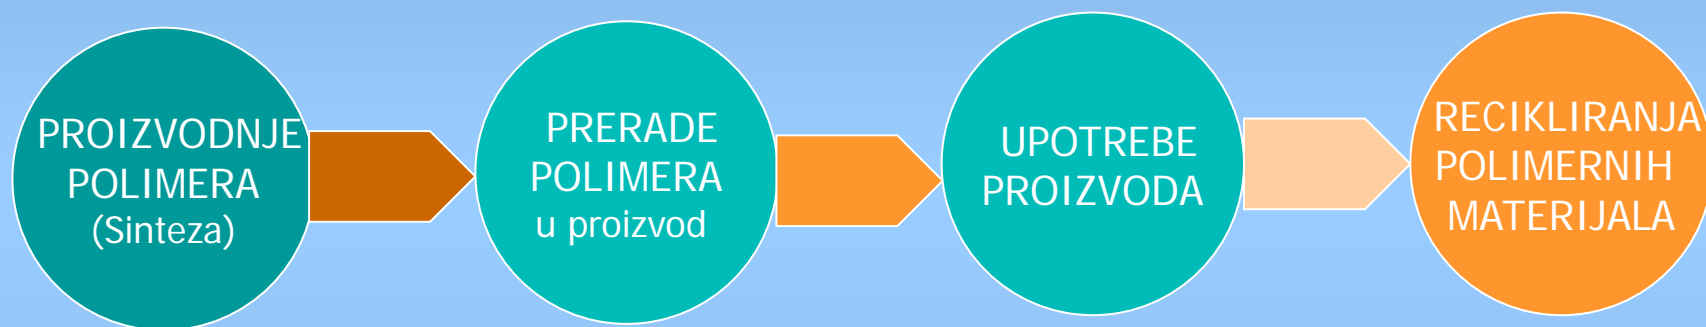 PROIZVODNJE
POLIMERA
(Sinteza)
PRERADE
POLIMERA
u proizvod
UPOTREBE
PROIZVODA
RECIKLIRANJA
POLIMERNIH
MATERIJALA